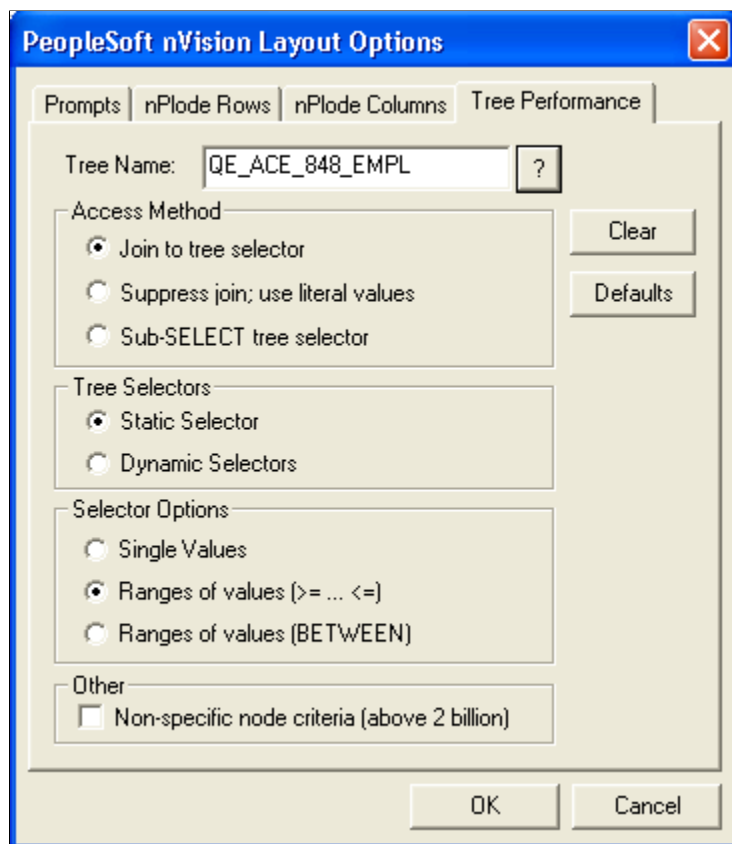 PeopleSoft nVision Layout Options
Prompts nPlode Rows nPlode Columns Tree Performance
Tree Name: QE_ACE_848_EMPL ?
Access Method
Join to tree selector
Suppress join; use literal values
Sub-SELECT tree selector
Clear
Defaults
Tree Selectors
Static Selector
Dynamic Selectors
Selector Options
Single Values
Ranges of values (>= ... <=)
Ranges of values (BETWEEN)
Other
Non-specific node criteria (above 2 billion)
OK Cancel